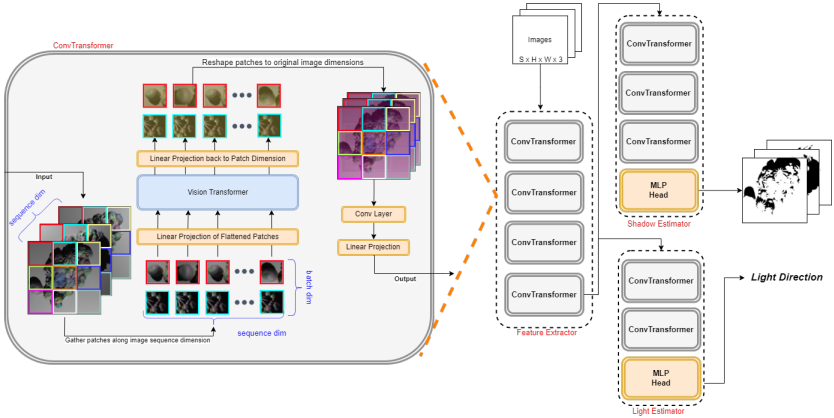 ConvTransformer
Reshape patches to original image dimensions
Linear Projection back to Patch Dimension
Input
Vision Transformer
sequence dim
Linear Projection of Flattened Patches
Conv Layer
Linear Projection
Output
batch dim
sequence dim
Gather patches along image sequence dimension
Images
S x H x W x 3
ConvTransformer
ConvTransformer
ConvTransformer
ConvTransformer
Feature Extractor
ConvTransformer
ConvTransformer
ConvTransformer
MLP
Head
Shadow Estimator
ConvTransformer
ConvTransformer
MLP
Head
Light Estimator
Light Direction